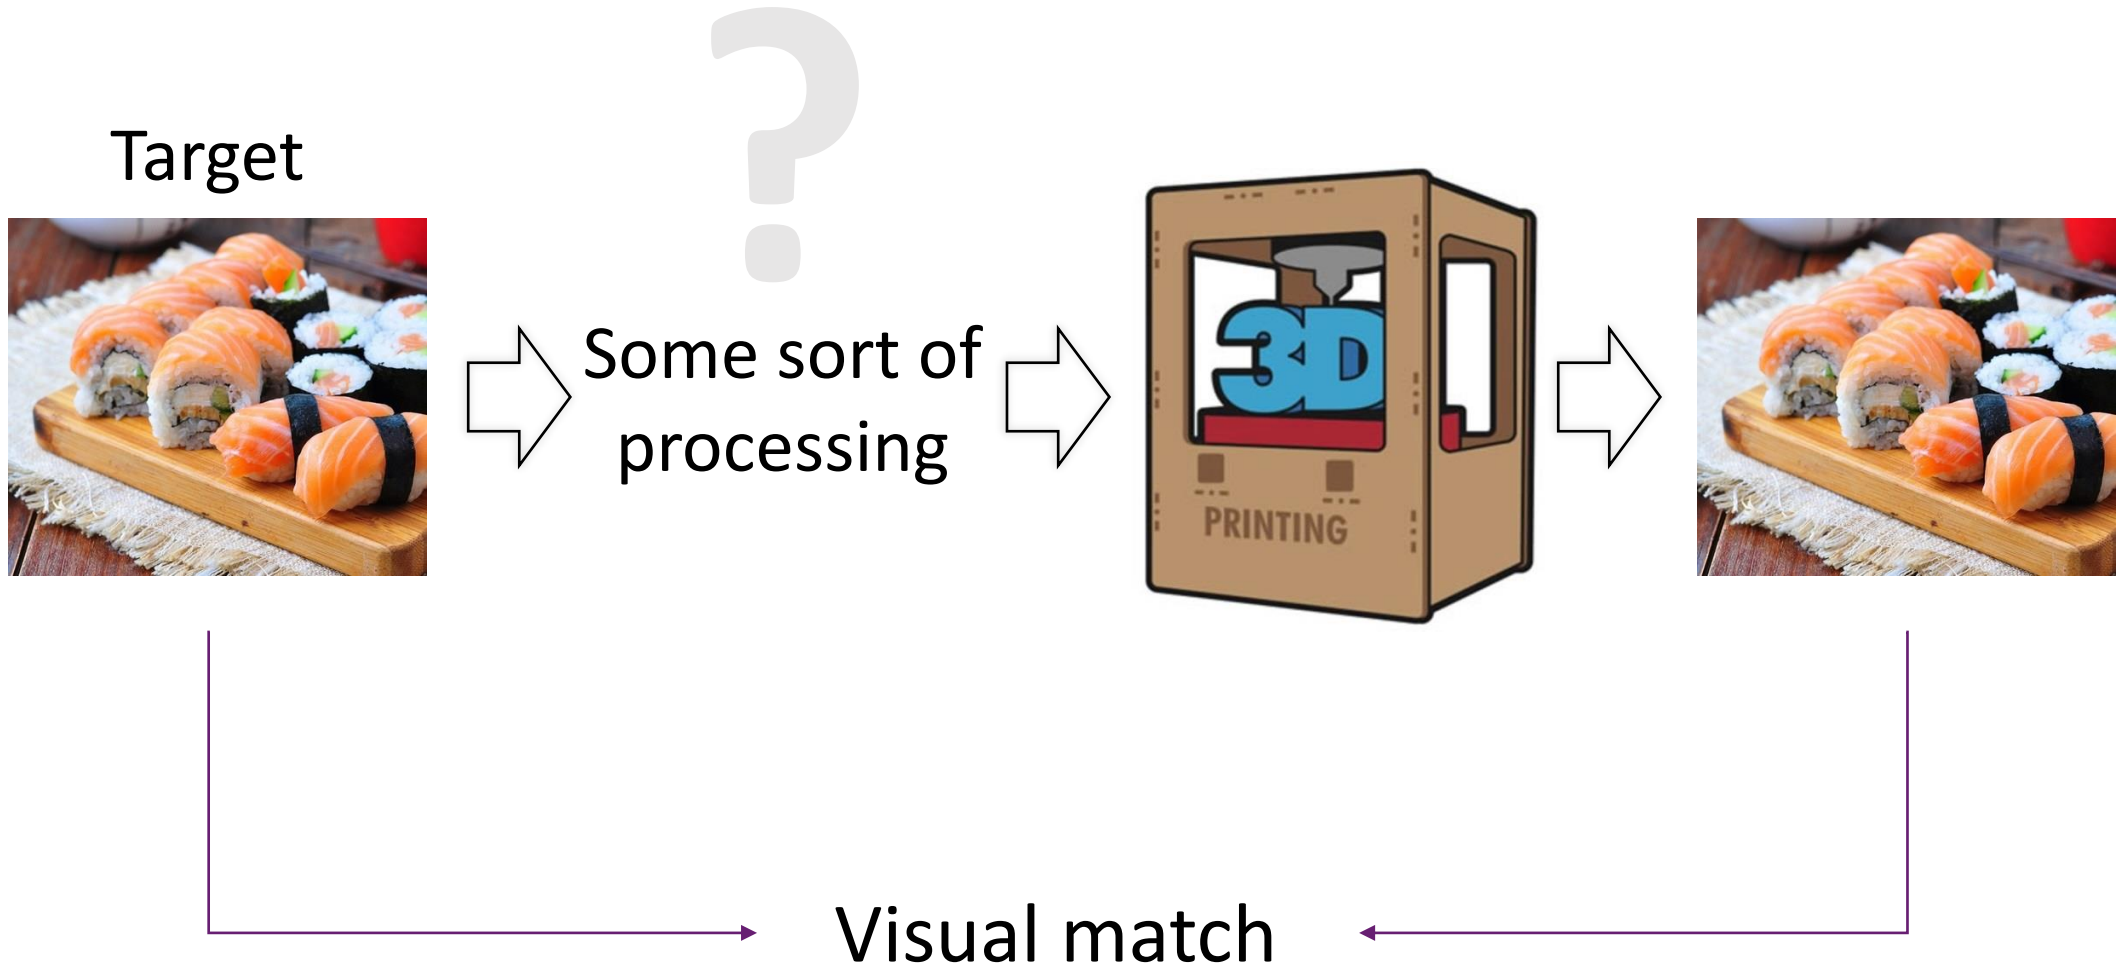 ?
Target
Some sort of
processing
3D
PRINTING
Visual match